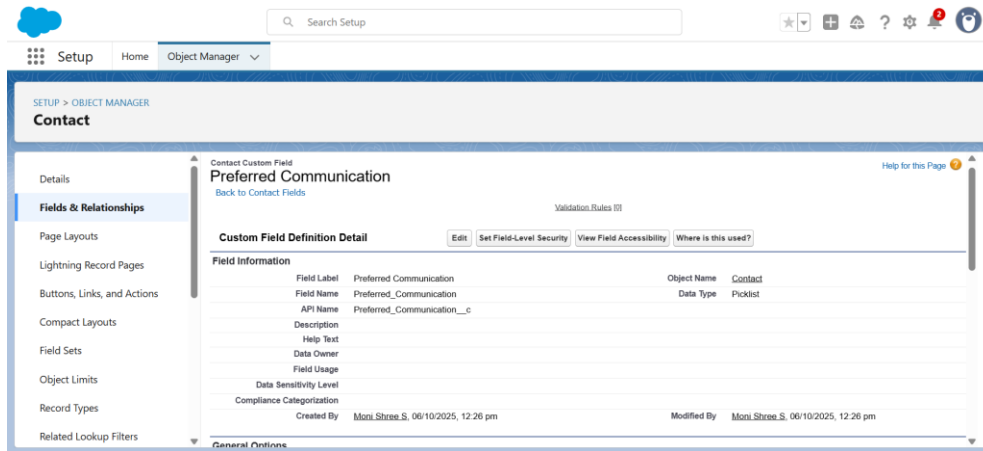 Search Setup
2
Setup Home Object Manager
SETUP > OBJECT MANAGER
Contact
Details
Fields & Relationships
Page Layouts
Lightning Record Pages
Buttons, Links, and Actions
Compact Layouts
Field Sets
Object Limits
Record Types
Related Lookup Filters
Contact Custom Field
Preferred Communication
Back to Contact Fields
Help for this Page
Validation Rules [0]
Custom Field Definition Detail Edit Set Field-Level Security View Field Accessibility Where is this used?
Field Information
Field Label Preferred Communication Object Name Contact
Field Name Preferred_Communication Data Type Picklist
API Name Preferred_Communication__c
Description
Help Text
Data Owner
Field Usage
Data Sensitivity Level
Compliance Categorization
Created By Moni Shree S, 06/10/2025, 12:26 pm Modified By Moni Shree S, 06/10/2025, 12:26 pm
General Options